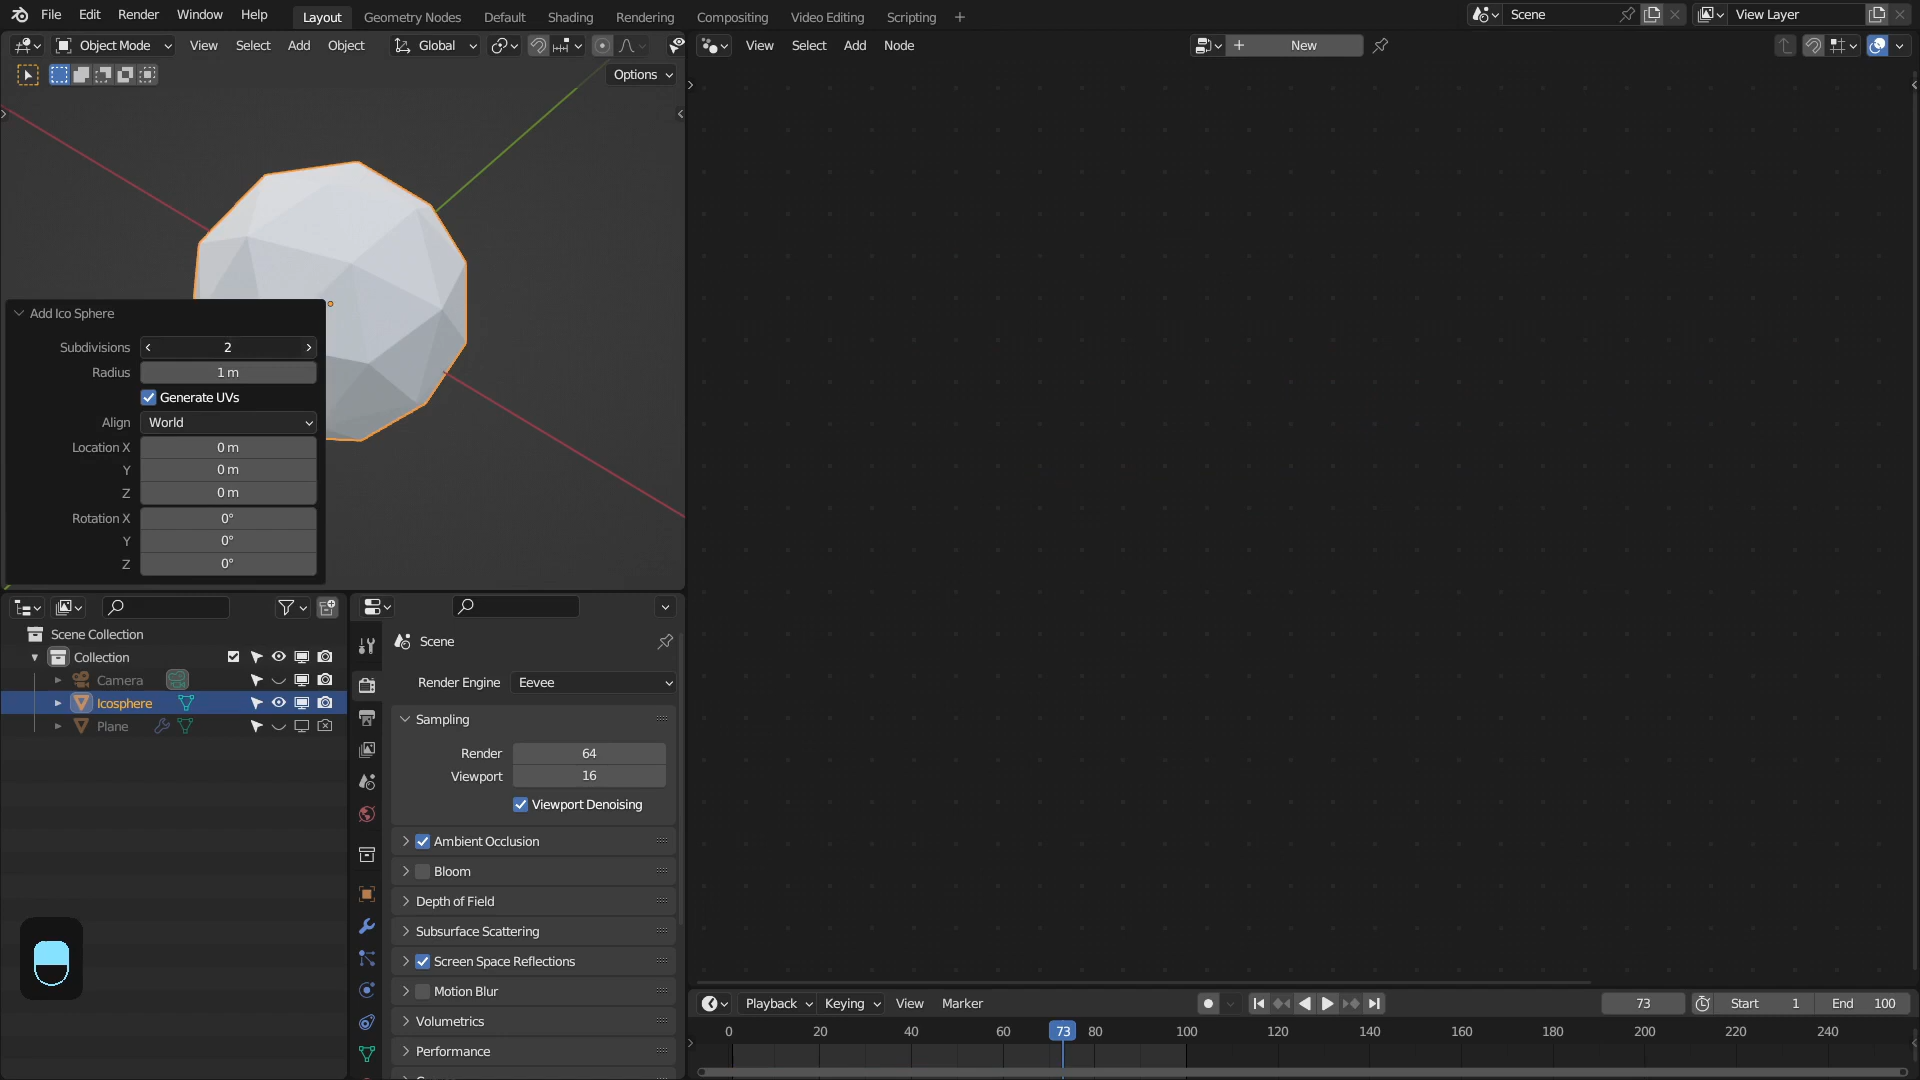 File Edit Render Window Help Layout Geometry Nodes Default Shading Rendering Compositing Video Editing Scripting Scene View Layer
Object Mode View Select Add Object Global View Select Add Node New
Options
Add Ico Sphere
Subdivisions 2
Radius 1 m
Generate UVs
Align World
Location X 0 m
Y 0 m
Z 0 m
Rotation X 0°
Y 0°
Z 0°
Scene Collection
Collection
Camera
Icosphere
Plane
Scene
Render Engine Eevee
Sampling
Render 64
Viewport 16
Viewport Denoising
Ambient Occlusion
Bloom
Depth of Field
Subsurface Scattering
Screen Space Reflections
Motion Blur
Volumetrics
Performance
Playback Keying View Marker 73 Start 1 End 100
0 20 40 60 73 80 100 120 140 160 180 200 220 240